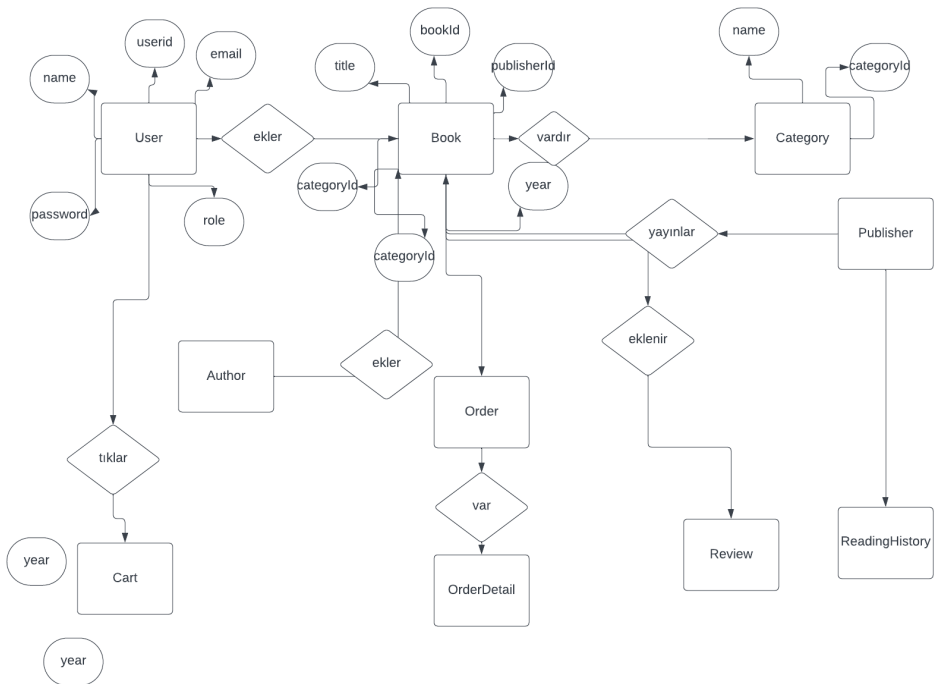 name
userid
email
title
bookId
publisherId
name
categoryId
User
ekler
Book
vardır
Category
password
role
categoryId
year
categoryId
yayınlar
Publisher
eklenir
Author
ekler
Order
tıklar
var
year
Cart
OrderDetail
Review
ReadingHistory
year